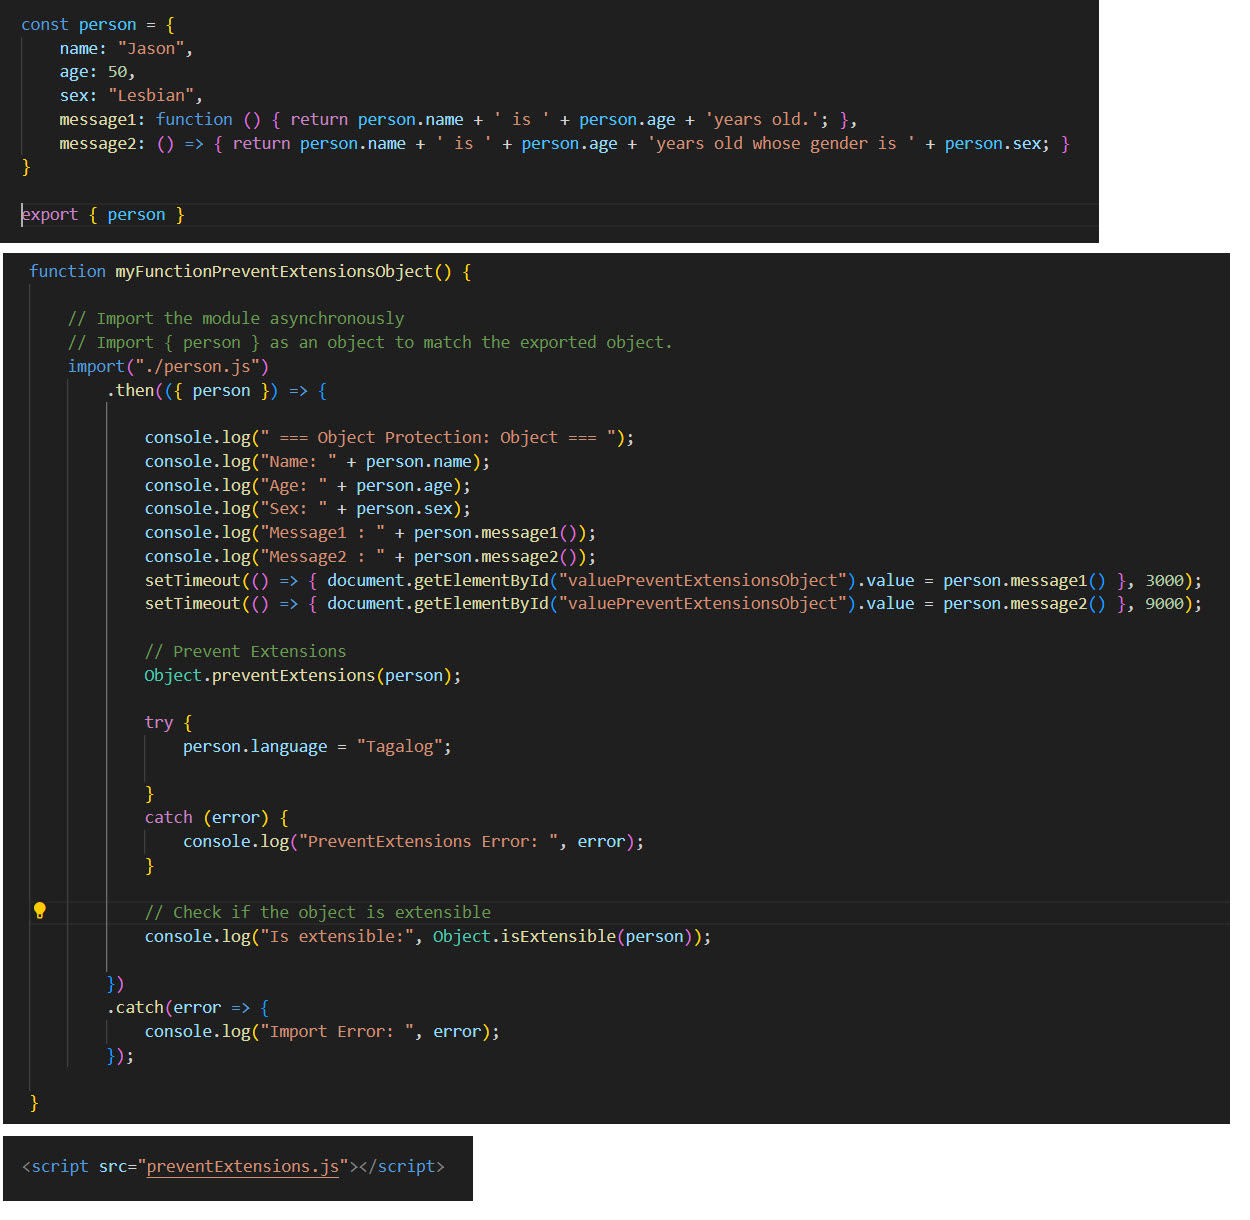 const person = {
    name: "Jason",
    age: 50,
    sex: "Lesbian",
    message1: function () { return person.name + ' is ' + person.age + 'years old.'; },
    message2: () => { return person.name + ' is ' + person.age + 'years old whose gender is ' + person.sex; }
}
export { person }
function myFunctionPreventExtensionsObject() {
    // Import the module asynchronously
    // Import { person } as an object to match the exported object.
    import("./person.js")
        .then(({ person }) => {
            console.log(" === Object Protection: Object === ");
            console.log("Name: " + person.name);
            console.log("Age: " + person.age);
            console.log("Sex: " + person.sex);
            console.log("Message1 : " + person.message1());
            console.log("Message2 : " + person.message2());
            setTimeout(() => { document.getElementById("valuePreventExtensionsObject").value = person.message1() }, 3000);
            setTimeout(() => { document.getElementById("valuePreventExtensionsObject").value = person.message2() }, 9000);
            // Prevent Extensions
            Object.preventExtensions(person);
            try {
                person.language = "Tagalog";
            }
            catch (error) {
                console.log("PreventExtensions Error: ", error);
            }
            // Check if the object is extensible
            console.log("Is extensible:", Object.isExtensible(person));
        })
        .catch(error => {
            console.log("Import Error: ", error);
        });
}
<script src="preventExtensions.js"></script>